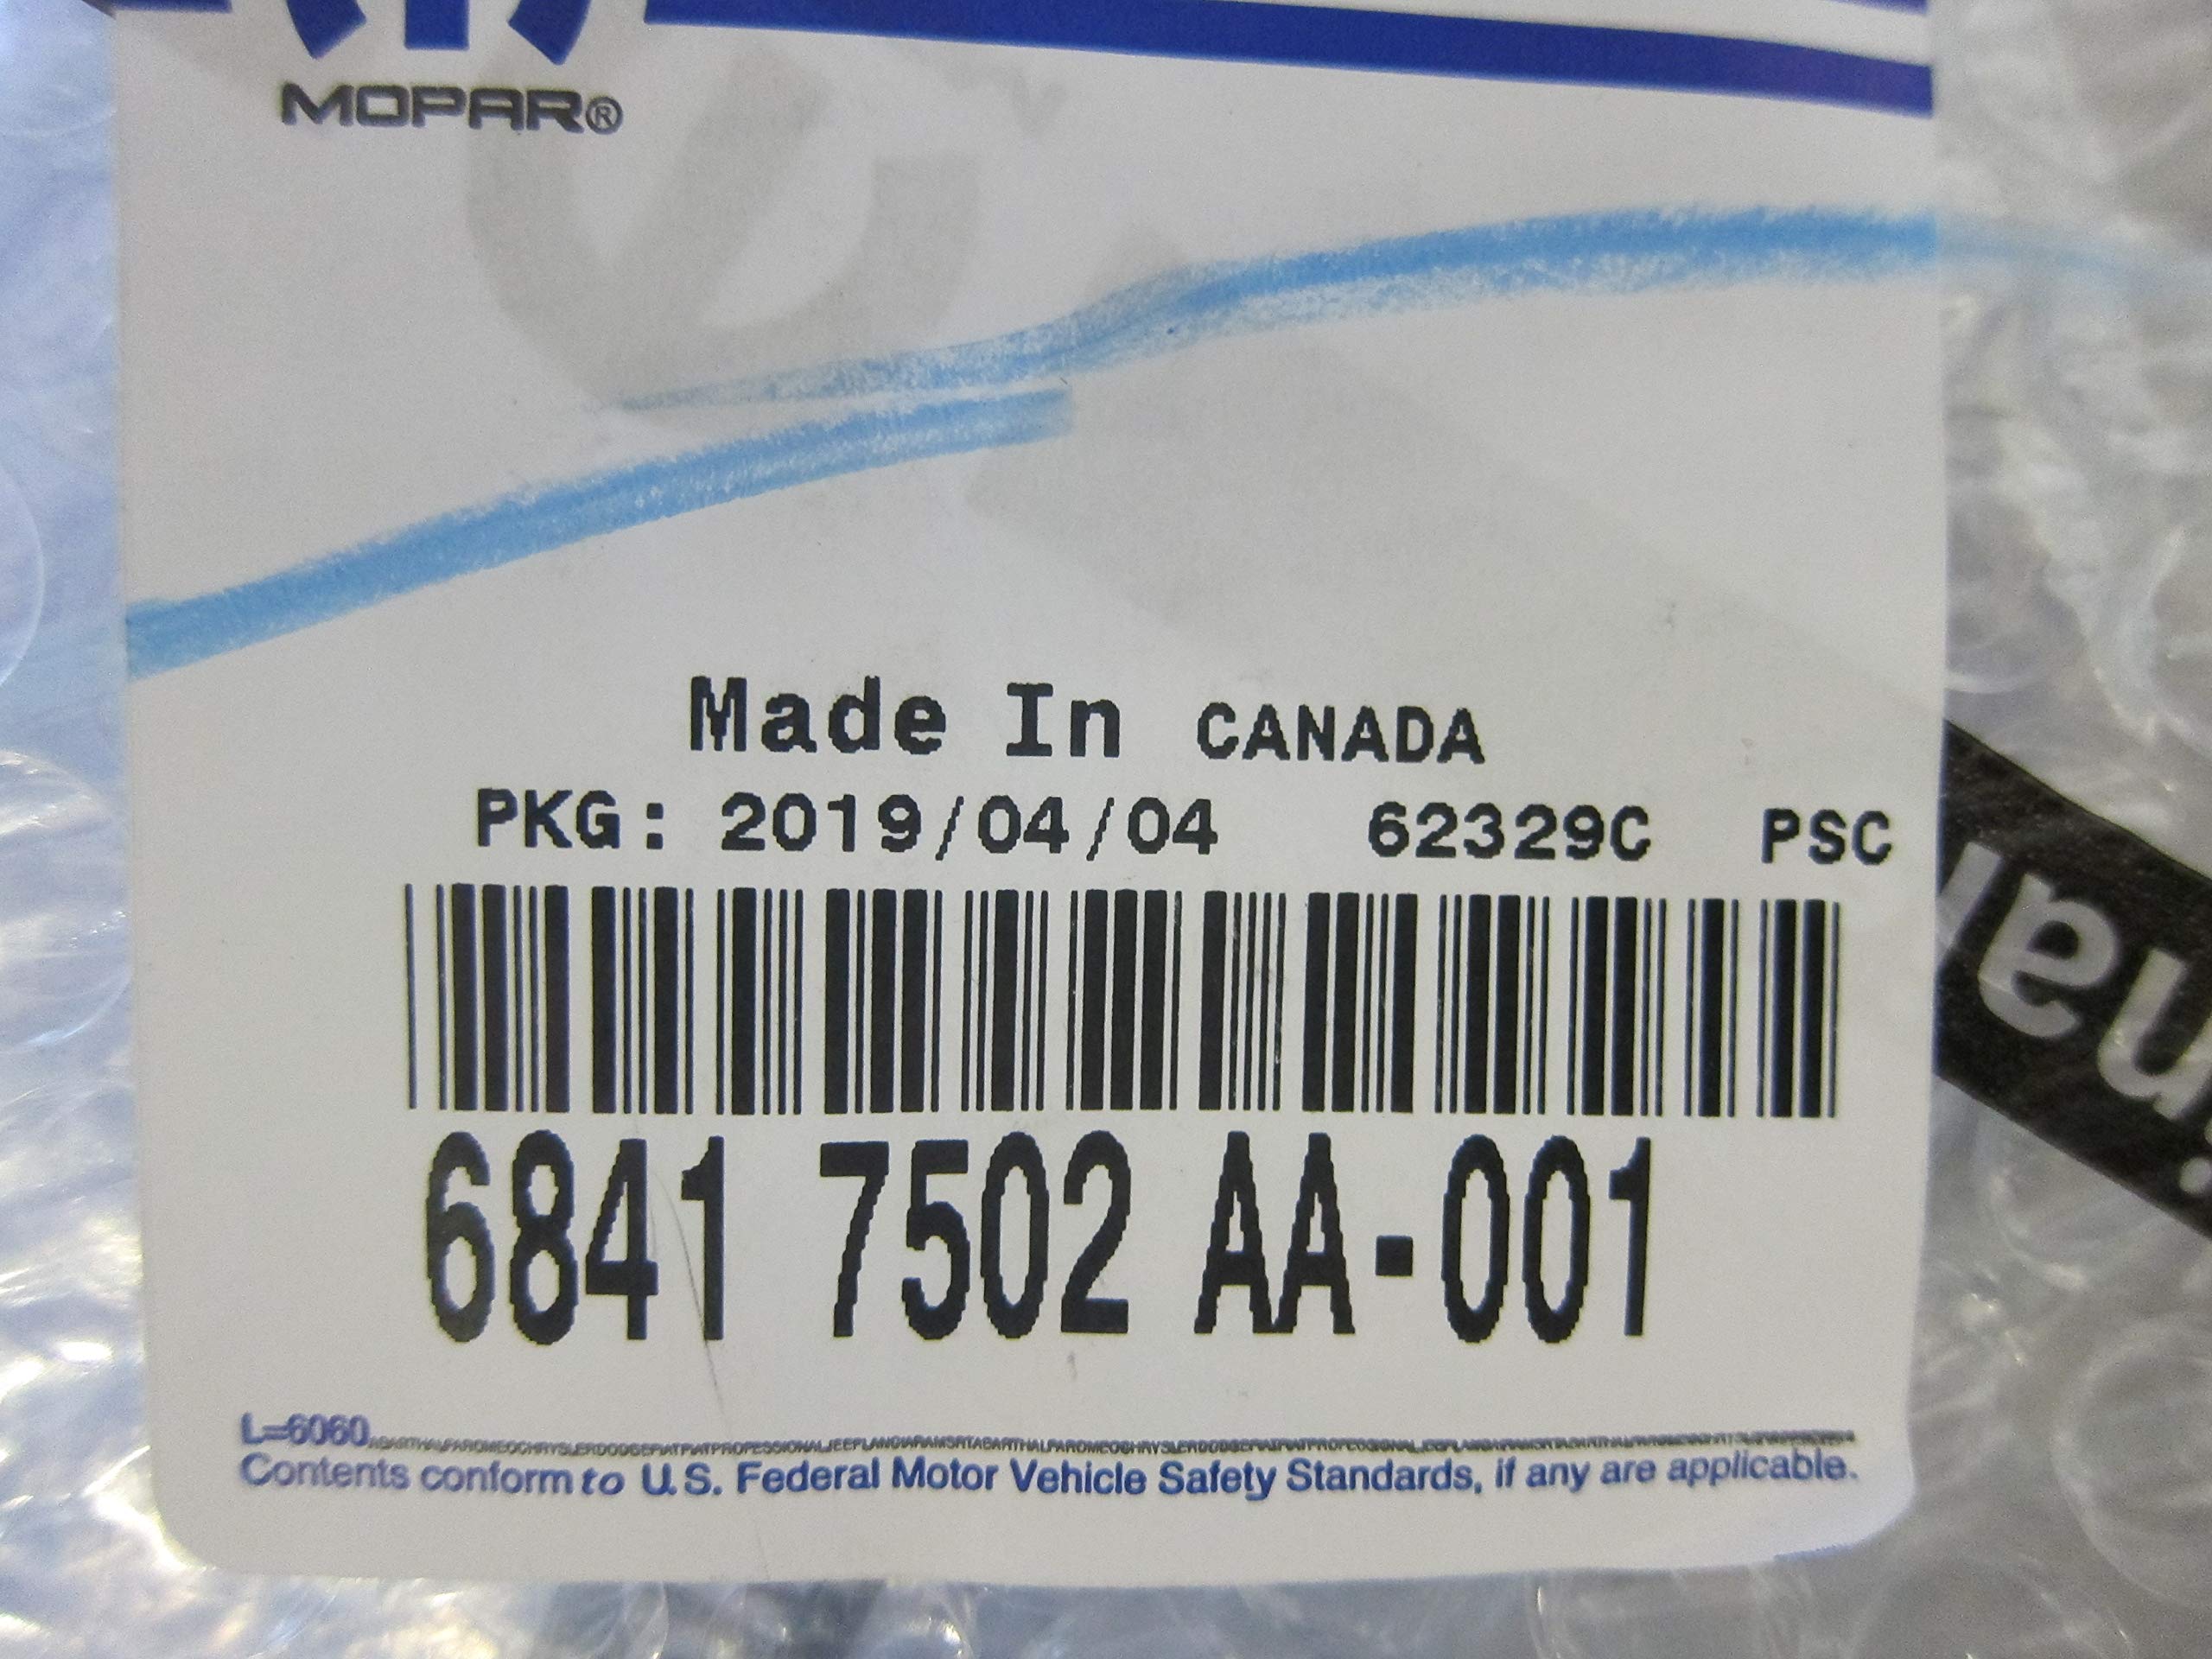 MOPAR®
Made In CANADA
PKG: 2019/04/04 62329C PSC
6841 7502 AA-001
L=6060
Contents conform to U.S. Federal Motor Vehicle Safety Standards, if any are applicable.